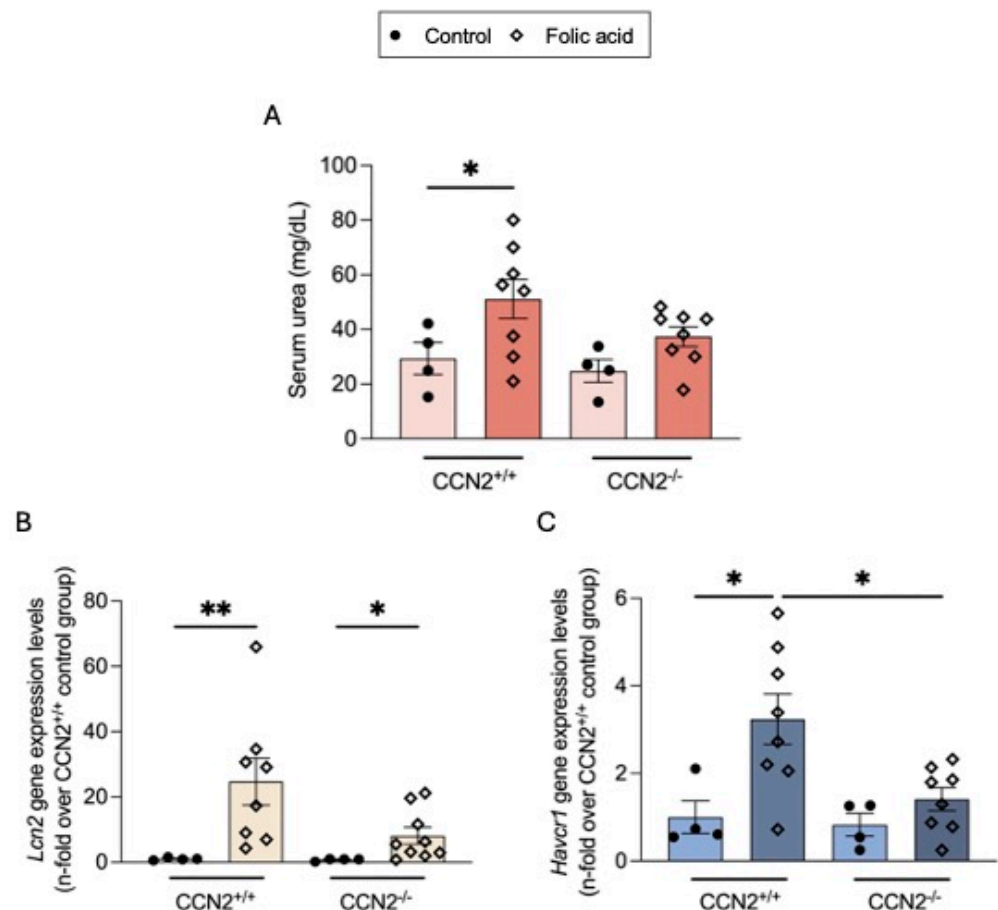 Control Folic acid
A
Serum urea (mg/dL)
100
80
60
40
20
0
*
CCN2+/+ CCN2-/-
B
Lcn2 gene expression levels
(n-fold over CCN2+/+ control group)
80
60
40
20
0
** *
CCN2+/+ CCN2-/-
C
Havcr1 gene expression levels
(n-fold over CCN2+/+ control group)
6
4
2
0
* *
CCN2+/+ CCN2-/-